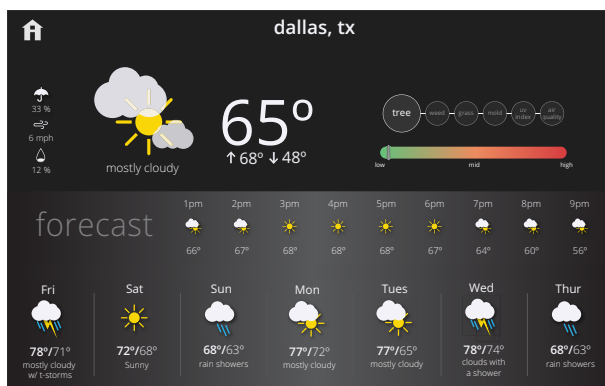 dallas, tx
33 %
6 mph
12 %
mostly cloudy
65°
↑ 68° ↓ 48°
tree weed grass mold uv index air quality
low mid high
forecast
1pm 2pm 3pm 4pm 5pm 6pm 7pm 8pm 9pm
66° 67° 68° 68° 68° 67° 64° 60° 56°
Fri Sat Sun Mon Tues Wed Thur
78°/71° 72°/68° 68°/63° 77°/72° 77°/65° 78°/74° 68°/63°
mostly cloudy Sunny rain showers mostly cloudy mostly cloudy clouds with rain showers
w/ t-storms a shower